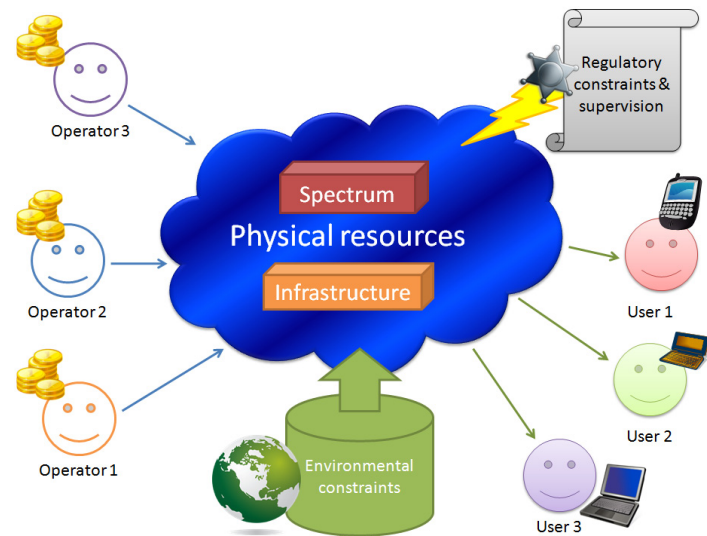 Regulatory
constraints &
supervision
Operator 3
Spectrum
Physical resources
Operator 2
Infrastructure
User 1
User 2
Operator 1
Environmental
constraints
User 3